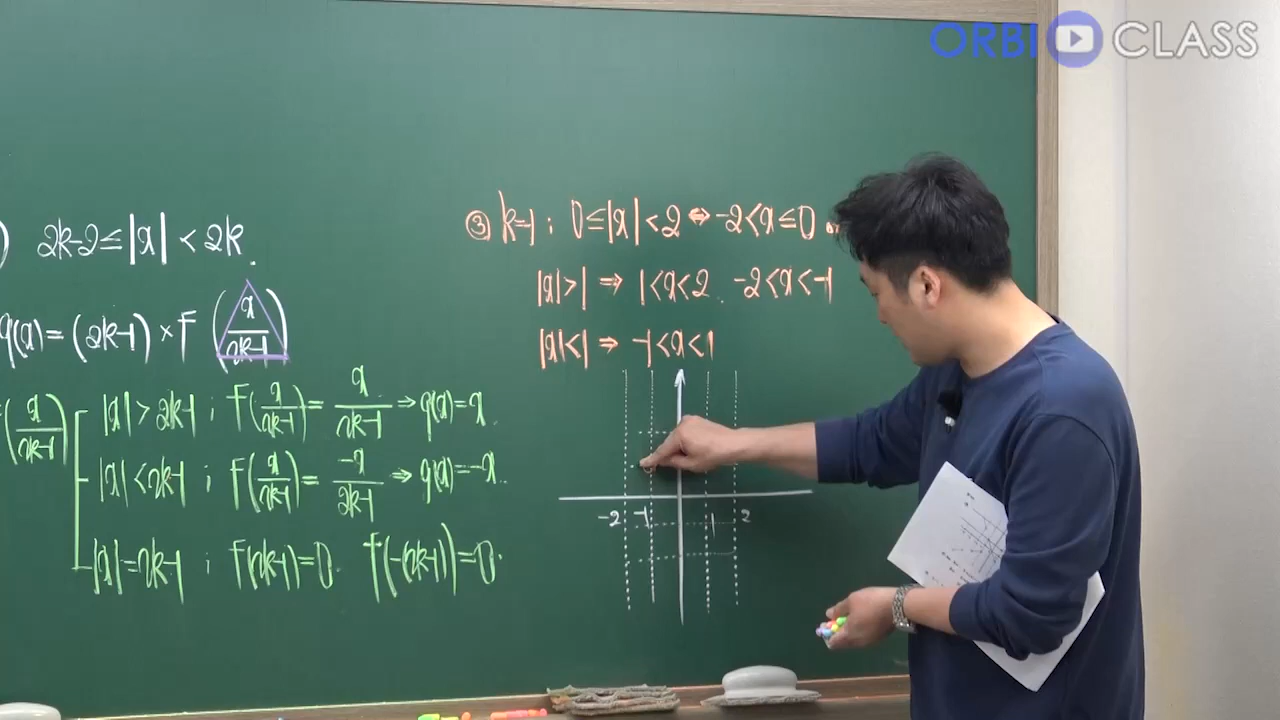 ORBI CLASS
) 2k-2≤|x|<2k.
g(x)=(2k-1)×f(x/(2k-1))
(x/(2k-1))
|x|>2k-1 ; f(x/(2k-1))=x/(2k-1) ⇒ g(x)=x.
|x|<2k-1 ; f(x/(2k-1))=-x/(2k-1) ⇒ g(x)=-x.
|x|=2k-1 ; f(2k-1)=0. f(-(2k-1))=0.
③ k=1 ; 0≤|x|<2 ⇔ -2<x≤0
|x|>1 ⇒ 1<x<2. -2<x<-1
|x|<1 ⇒ -1<x<1
-2 -1 1 2